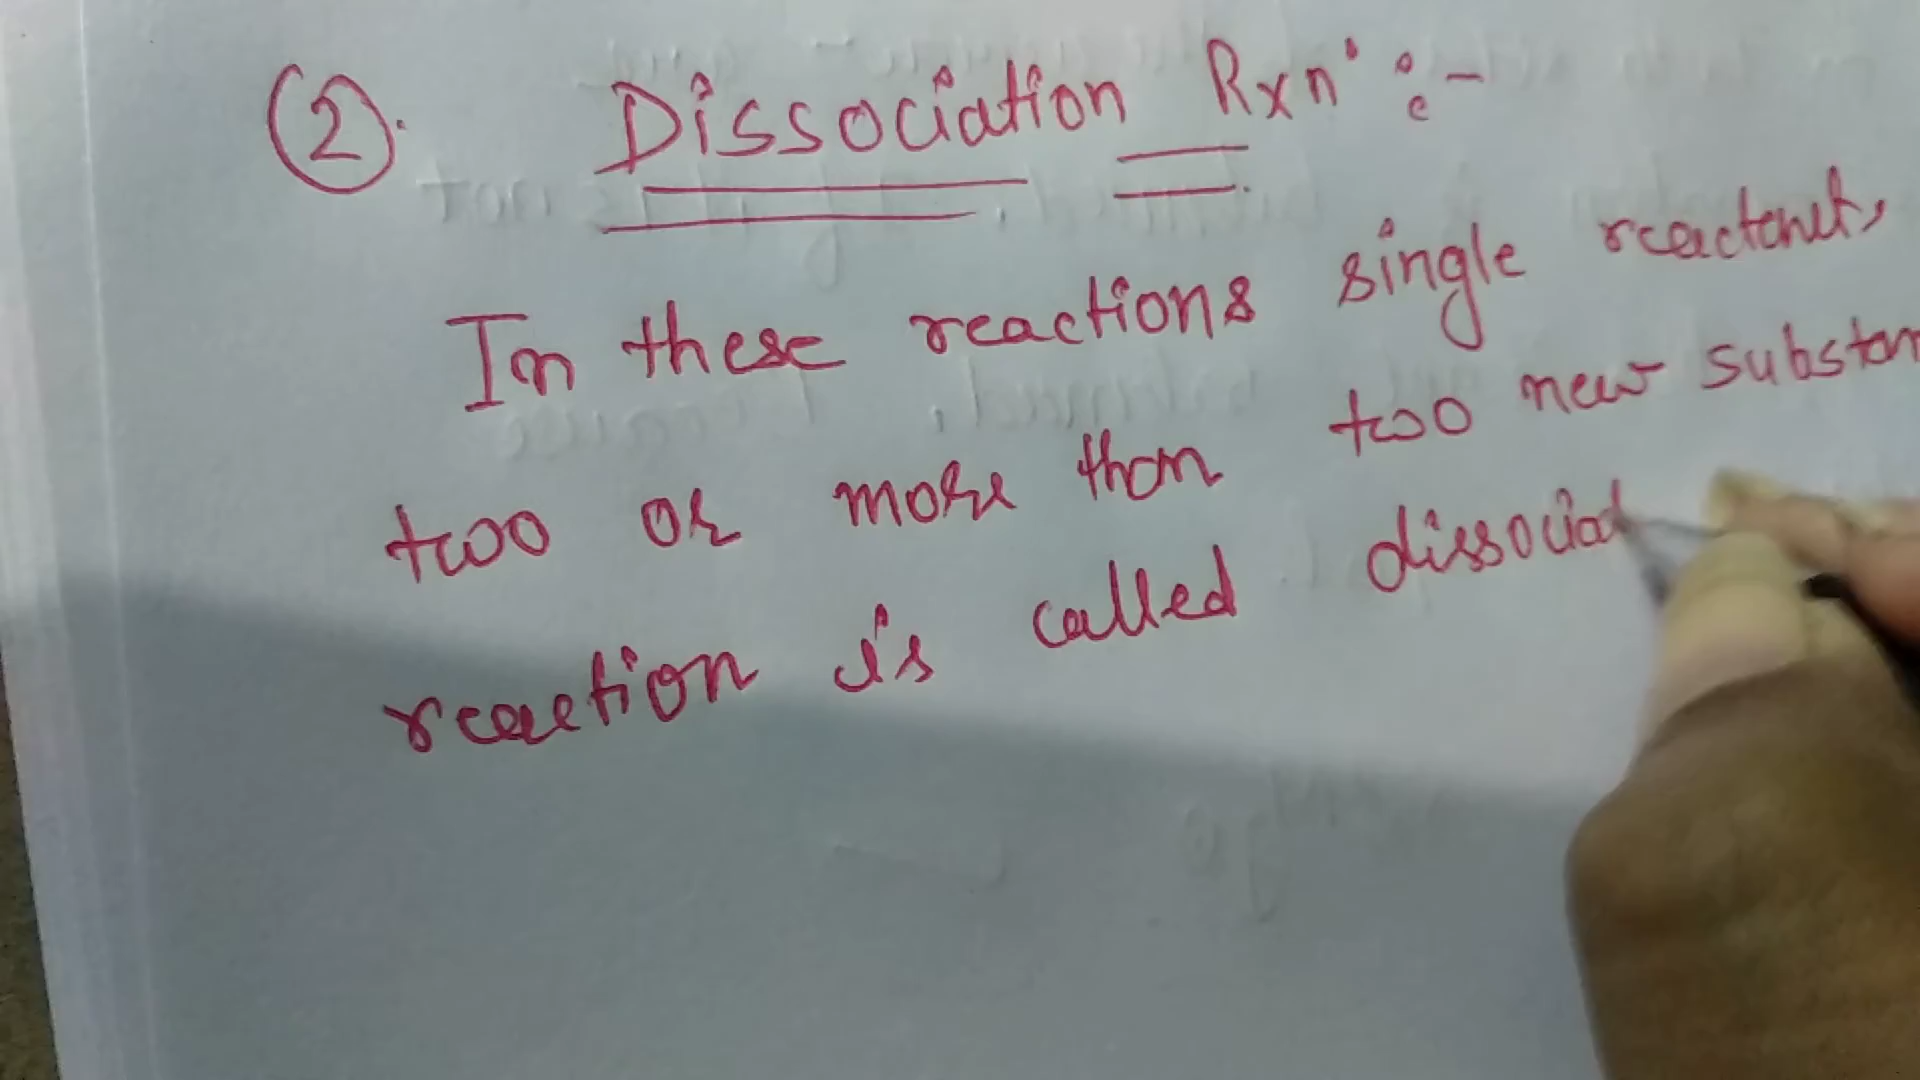 (2). Dissociation Rxn :-
In these reactions single reactant,
two or more than two new substan
reaction is called dissociat